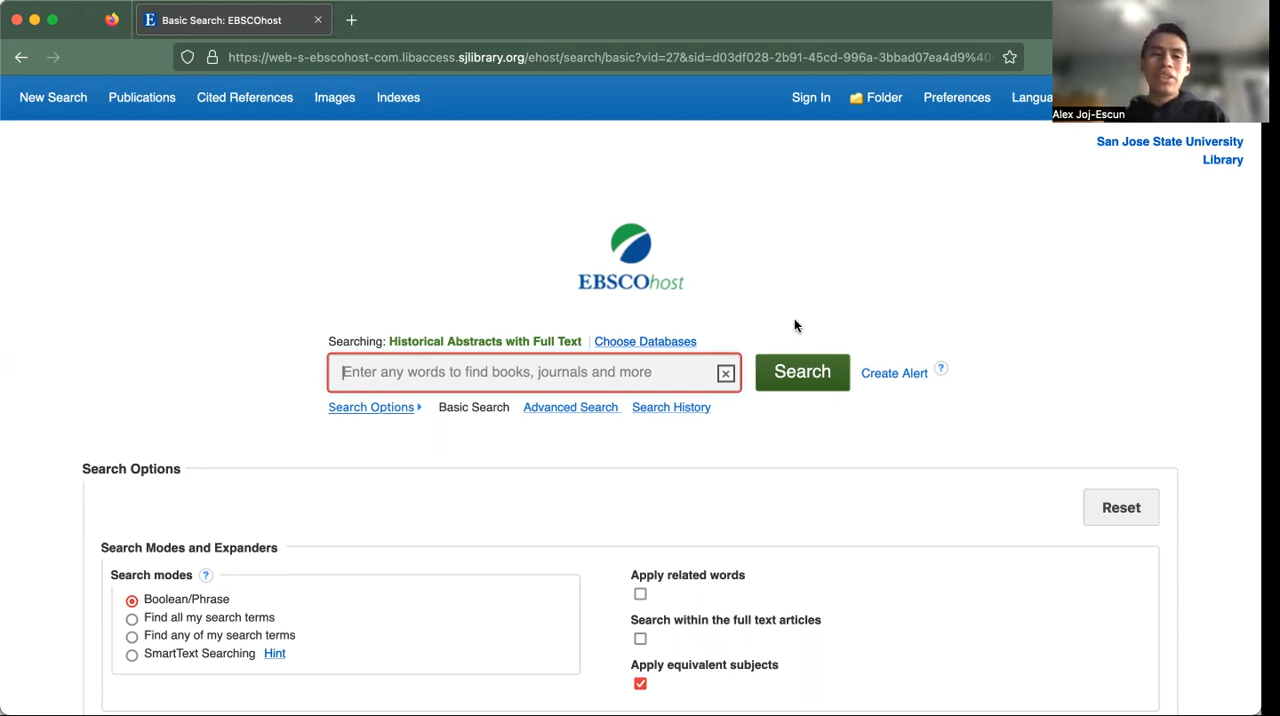 Basic Search: EBSCOhost
https://web-s-ebscohost-com.libaccess.sjlibrary.org/ehost/search/basic?vid=27&sid=d03df028-2b91-45cd-996a-3bbad07ea4d9%40
New Search Publications Cited References Images Indexes Sign In Folder Preferences Langua
Alex Joj-Escun
San Jose State University
Library
EBSCOhost
Searching: Historical Abstracts with Full Text Choose Databases
Enter any words to find books, journals and more Search Create Alert ?
Search Options Basic Search Advanced Search Search History
Search Options
Reset
Search Modes and Expanders
Search modes ?
Boolean/Phrase
Find all my search terms
Find any of my search terms
SmartText Searching Hint
Apply related words
Search within the full text articles
Apply equivalent subjects